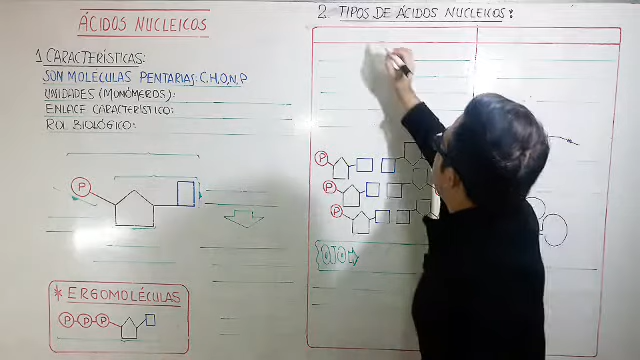 ÁCIDOS NUCLEICOS
1. CARACTERÍSTICAS:
SON MOLÉCULAS PENTARIAS: C,H,O,N,P
UNIDADES (MONÓMEROS):
ENLACE CARACTERÍSTICO:
ROL BIOLÓGICO:
P
* ERGOMOLÉCULAS
P P P
2. TIPOS DE ÁCIDOS NUCLEICOS:
P
P
P